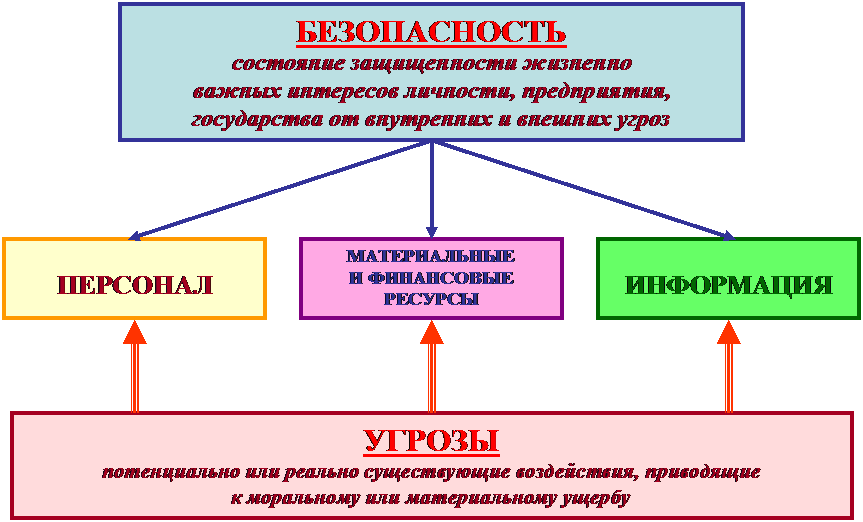 БЕЗОПАСНОСТЬ
состояние защищенности жизненно
важных интересов личности, предприятия,
государства от внутренних и внешних угроз
ПЕРСОНАЛ
МАТЕРИАЛЬНЫЕ
И ФИНАНСОВЫЕ
РЕСУРСЫ
ИНФОРМАЦИЯ
УГРОЗЫ
потенциально или реально существующие воздействия, приводящие
к моральному или материальному ущербу